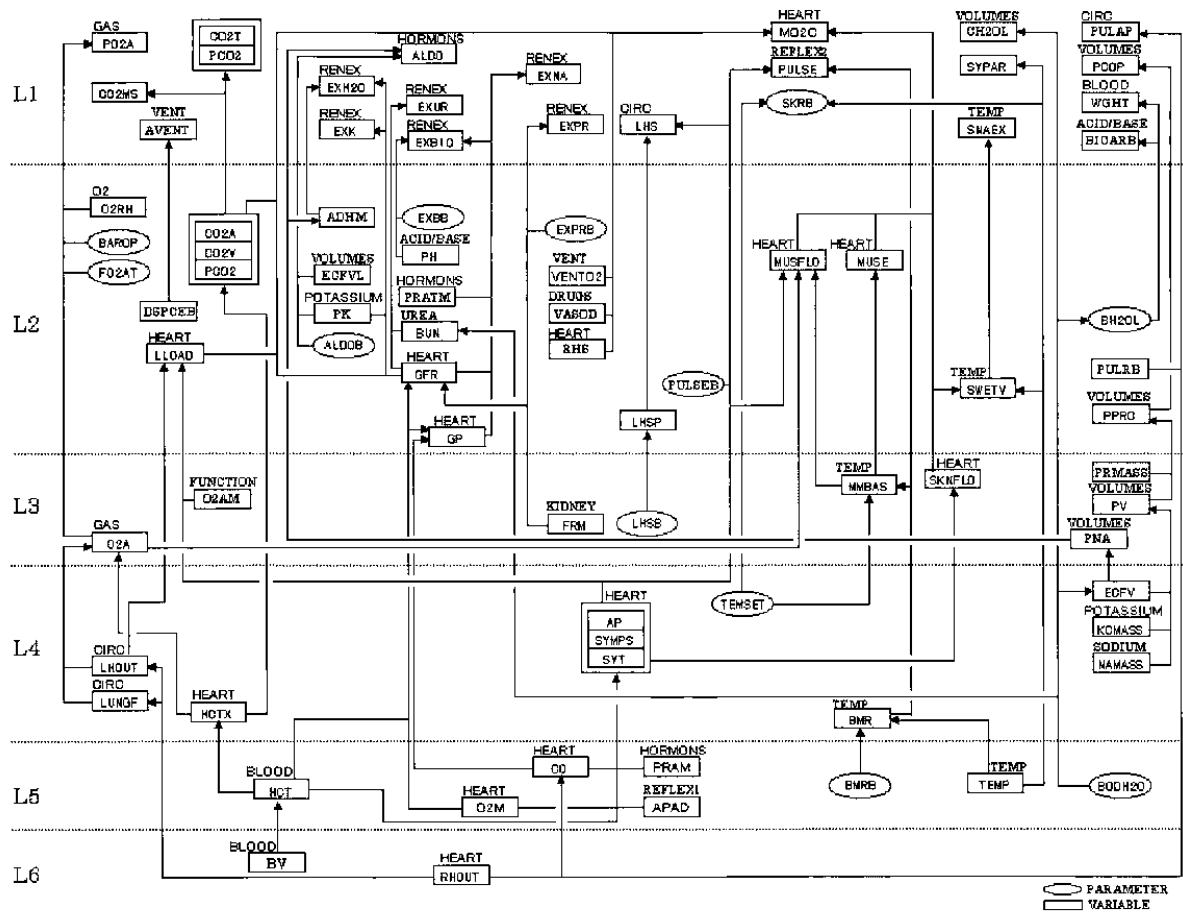 GAS
PO2A
CO2T
PCO2
CO2MS
VENT
AVENT
HORMONS
ALDO
RENEX
EXH2O
RENEX
EXUR
RENEX
EXK
RENEX
EXBIO
RENEX
EXNA
RENEX
EXPR
CIRC
LHS
HEART
MO2C
REFLEX2
PULSE
SKRB
VOLUMES
CH2OL
SYPAR
TEMP
SWAEX
CIRC
PULAP
VOLUMES
PCOP
BLOOD
WGHT
ACID/BASE
BICARB
L1
O2
O2RH
BAROP
FO2AT
CO2A
CO2V
PCO2
DSPCEB
HEART
LLOAD
ADHM
VOLUMES
ECFVL
POTASSIUM
PK
ALDOB
EXBB
ACID/BASE
PH
HORMONS
PRATM
UREA
BUN
HEART
GFR
HEART
GP
EXPRB
VENT
VENTO2
DRUGS
VASOD
HEART
RHS
PULSEB
LHSP
HEART
MUSFLO
HEART
MUSE
TEMP
SWETV
BH2OL
PULRB
VOLUMES
PPRC
L2
FUNCTION
O2AM
GAS
O2A
KIDNEY
FRM
LHSB
TEMP
MMBAS
HEART
SKNFLO
PRMASS
VOLUMES
PV
VOLUMES
PNA
L3
CIRC
LHOUT
CIRC
LUNGF
HEART
HCTX
HEART
AP
SYMPS
SVT
TEMSET
TEMP
BMR
ECFV
POTASSIUM
KCMASS
SODIUM
NAMASS
L4
BLOOD
HCT
HEART
CO
HORMONS
PRAM
HEART
O2M
REFLEX1
APAD
BMRB
TEMP
TEMP
BODH2O
L5
BLOOD
BV
HEART
RHOUT
L6
PARAMETER
VARIABLE